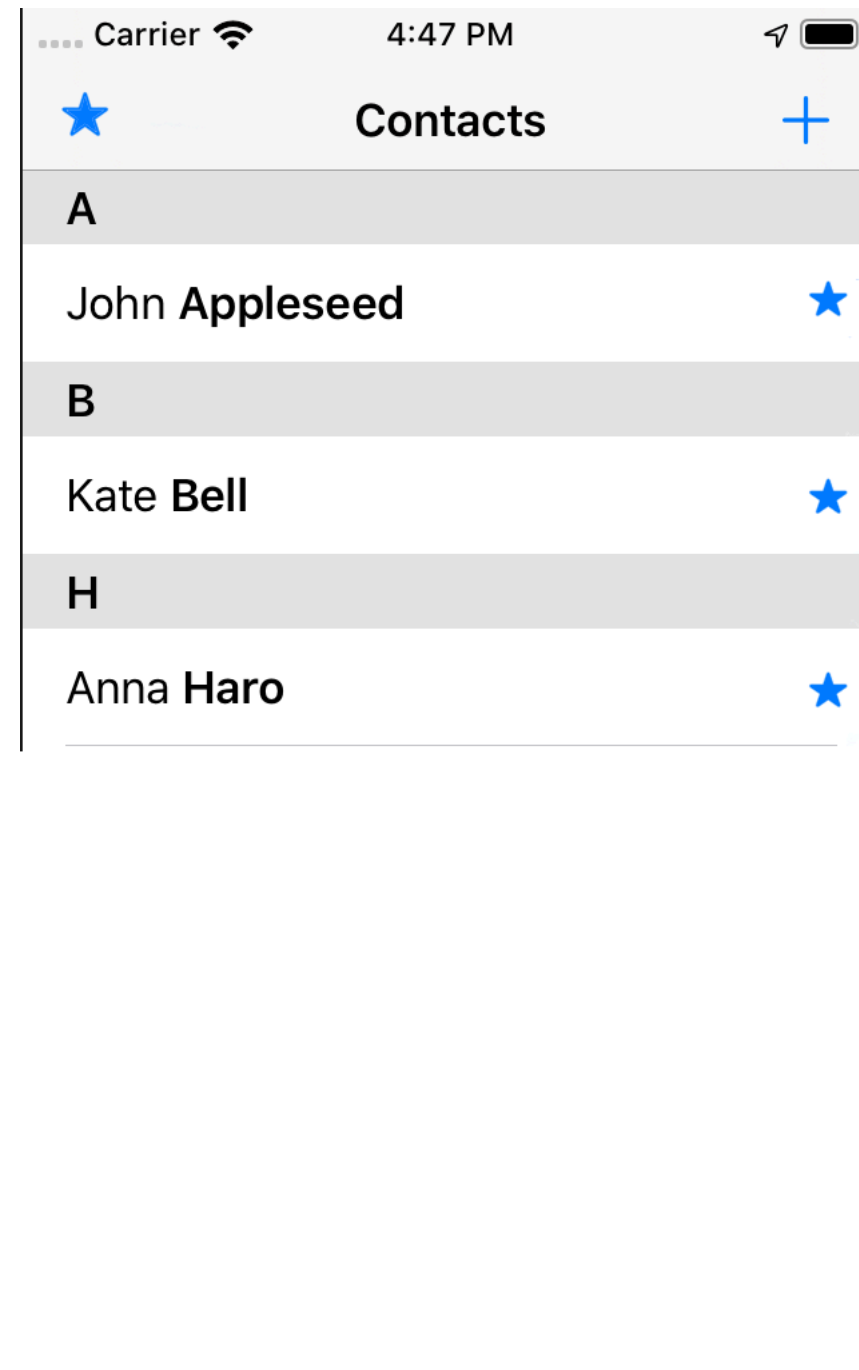 Carrier 4:47 PM
Contacts
A
John Appleseed
B
Kate Bell
H
Anna Haro